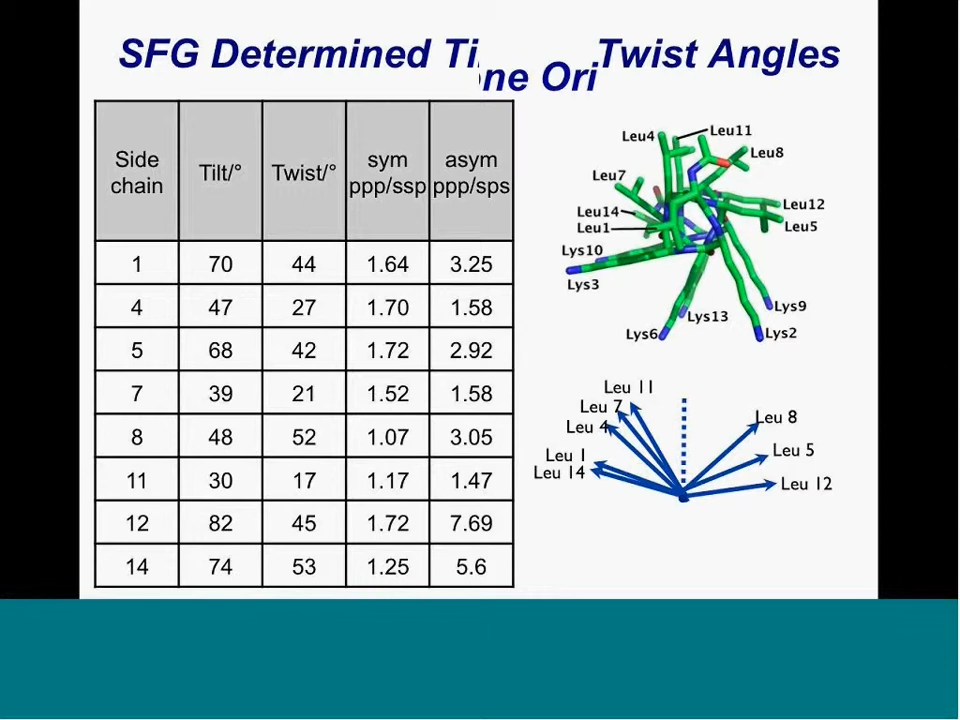 SFG Determined Ti Twist Angles
ne Ori
Side chain Tilt/° Twist/° sym ppp/ssp asym ppp/sps
1 70 44 1.64 3.25
4 47 27 1.70 1.58
5 68 42 1.72 2.92
7 39 21 1.52 1.58
8 48 52 1.07 3.05
11 30 17 1.17 1.47
12 82 45 1.72 7.69
14 74 53 1.25 5.6
Leu4
Leu11
Leu8
Leu7
Leu12
Leu14
Leu1
Leu5
Lys10
Lys3
Lys9
Lys13
Lys6
Lys2
Leu 11
Leu 7
Leu 4
Leu 8
Leu 1
Leu 5
Leu 14
Leu 12